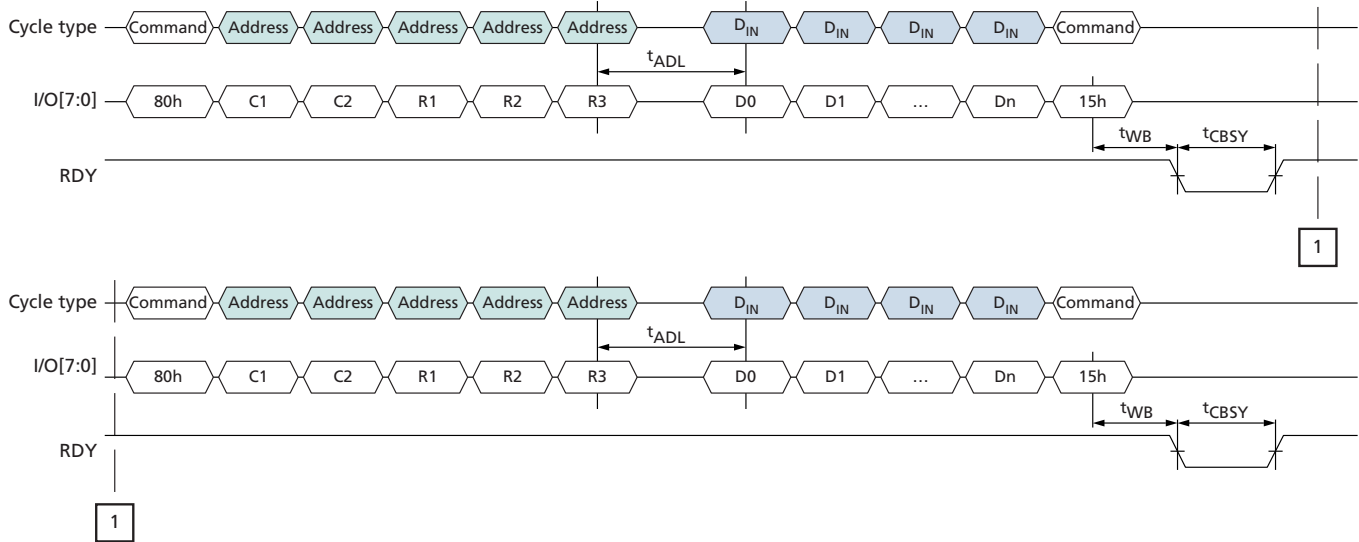 Cycle type Command Address Address Address Address Address DIN DIN DIN DIN Command
tADL
I/O[7:0] 80h C1 C2 R1 R2 R3 D0 D1 … Dn 15h
tWB tCBSY
RDY
1
Cycle type Command Address Address Address Address Address DIN DIN DIN DIN Command
tADL
I/O[7:0] 80h C1 C2 R1 R2 R3 D0 D1 … Dn 15h
tWB tCBSY
RDY
1